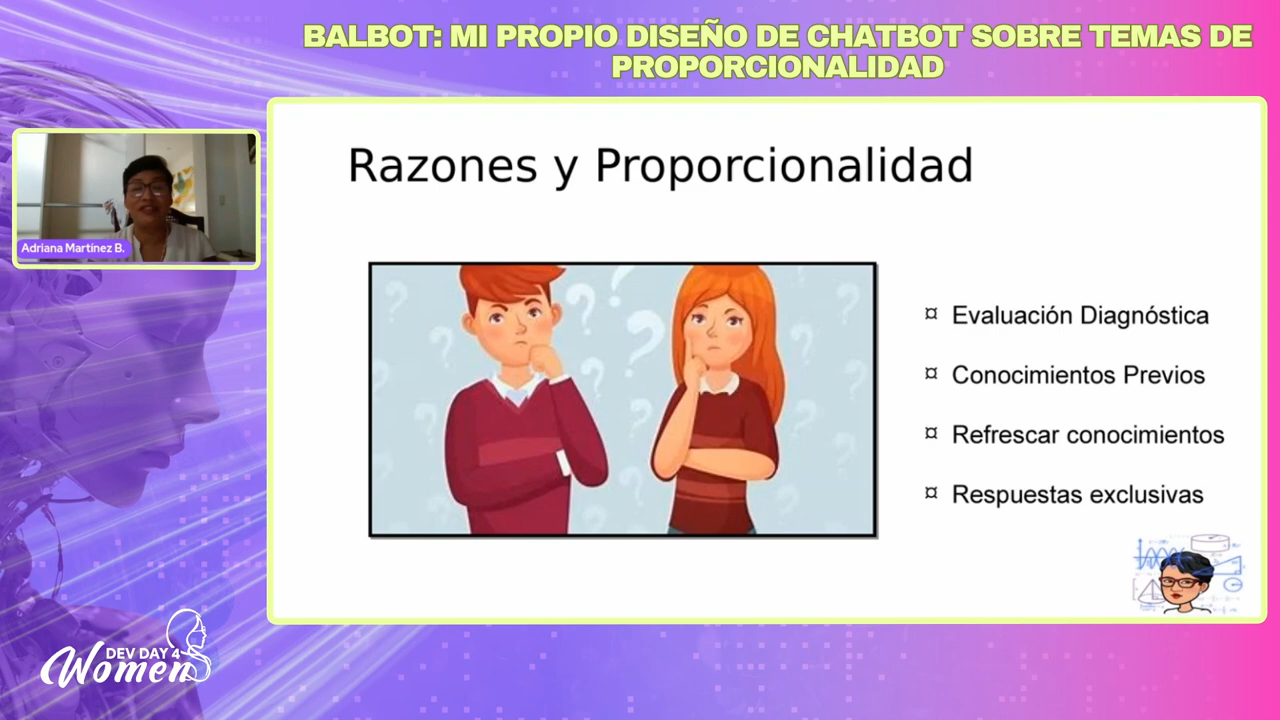 BALBOT: MI PROPIO DISEÑO DE CHATBOT SOBRE TEMAS DE
PROPORCIONALIDAD
Adriana Martínez B.
Razones y Proporcionalidad
¤ Evaluación Diagnóstica
¤ Conocimientos Previos
¤ Refrescar conocimientos
¤ Respuestas exclusivas
DEV DAY 4
Women